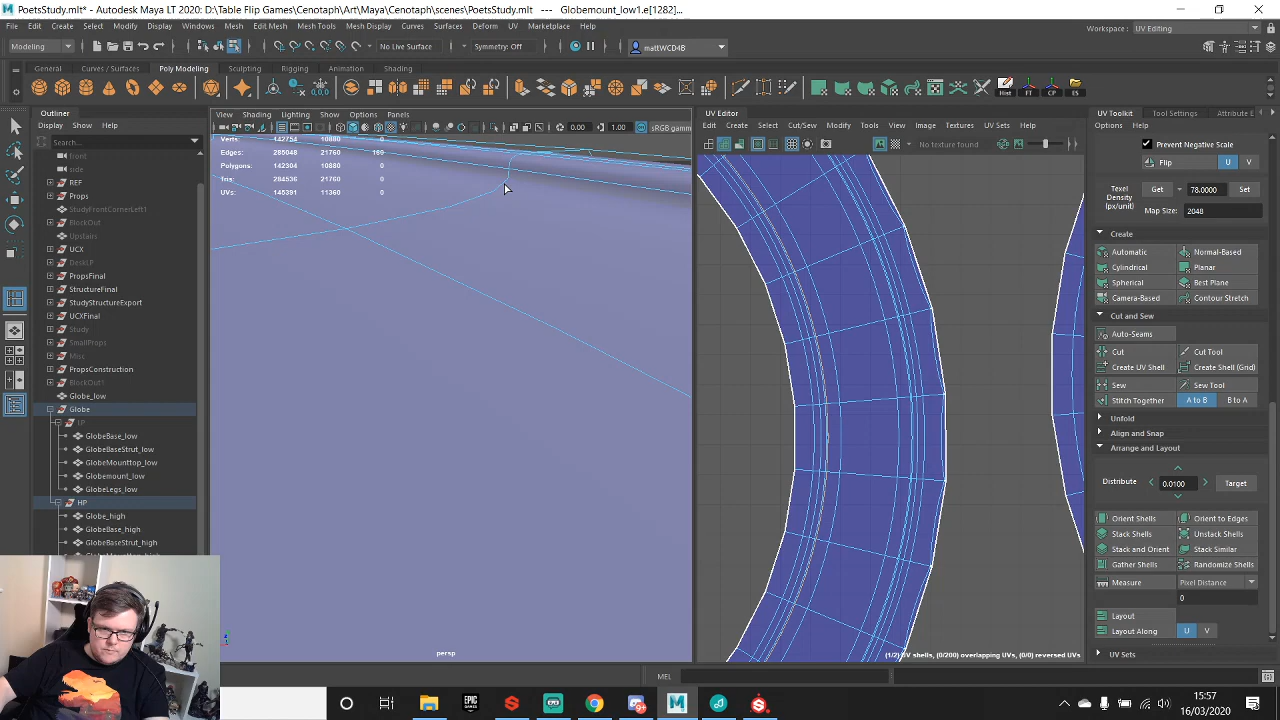 PoetsStudy.mlt* - Autodesk Maya LT 2020: D:\Table Flip Games\Cenotaph\Art\Maya\Cenotaph\scenes\PoetsStudy.mlt --- Globemount_low1.e[1282]...
File Edit Create Select Modify Display Windows Mesh Edit Mesh Mesh Tools Mesh Display Curves Surfaces Deform UV Marketplace Help
Workspace: UV Editing
Modeling
No Live Surface
Symmetry: Off
mattWCD4B
General Curves / Surfaces Poly Modeling Sculpting Rigging Animation Shading
Hist FT CP ES
Outliner
Display Show Help
Search...
front
side
REF
Props
StudyFrontCornerLeft1
BlockOut
Upstairs
UCX
PropsFinal
StructureFinal
StudyStructureExport
UCXFinal
Study
SmallProps
Misc
PropsConstruction
BlockOut1
Globe_low
Globe
GlobeBase_low
GlobeBaseStrut_low
GlobeMounttop_low
Globemount_low
GlobeLegs_low
HP
Globe_high
GlobeBase_high
GlobeBaseStrut_high
View Shading Lighting Show Options Panels
0.00 1.00 sRGB gamm
Verts: 142754 10880 0
Edges: 285048 21760 160
Polygons: 142304 10880 0
Tris: 284536 21760 0
UVs: 145391 11360 0
persp
UV Editor
Edit Create Select Cut/Sew Modify Tools View Image Textures UV Sets Help
No texture found
(1/2) UV shells, (0/200) overlapping UVs, (0/0) reversed UVs
UV Toolkit Tool Settings Attribute E
Options Help
Prevent Negative Scale
Flip U V
Texel Density (px/unit) Get 78.0000 Set
Map Size: 2048
Create
Automatic Normal-Based
Cylindrical Planar
Spherical Best Plane
Camera-Based Contour Stretch
Cut and Sew
Auto-Seams
Cut Cut Tool
Create UV Shell Create Shell (Grid)
Sew Sew Tool
Stitch Together A to B B to A
Unfold
Align and Snap
Arrange and Layout
Distribute 0.0100 Target
Orient Shells Orient to Edges
Stack Shells Unstack Shells
Stack and Orient Stack Similar
Gather Shells Randomize Shells
Measure Pixel Distance
0
Layout
Layout Along U V
UV Sets
MEL
15:57
16/03/2020